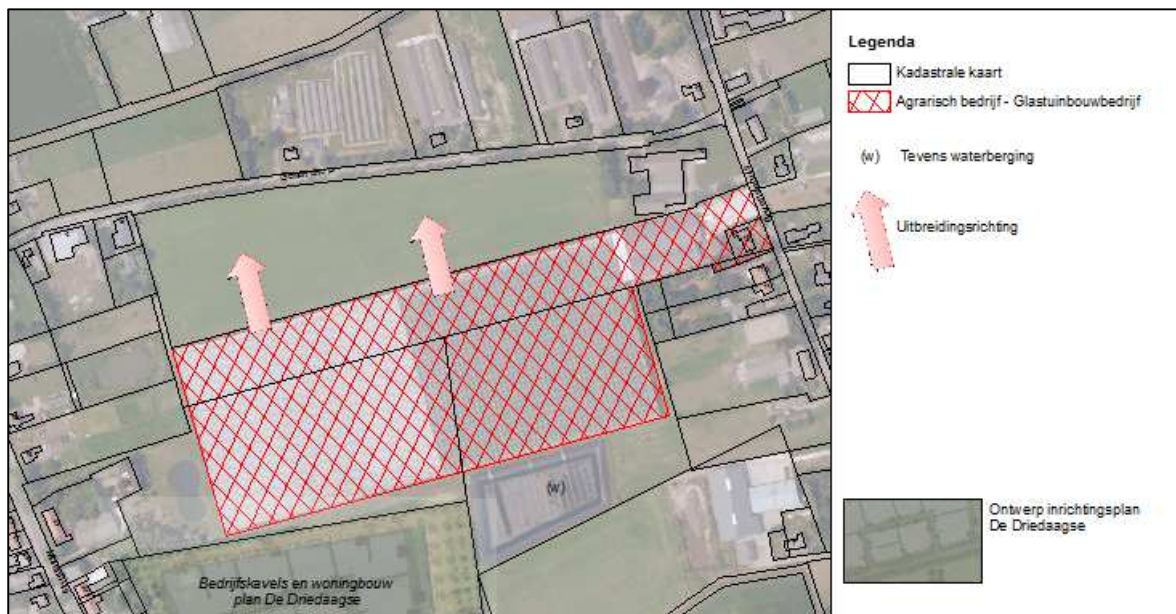 Legenda
Kadastrale kaart
Agrarisch bedrijf - Glastuinbouwbedrijf
(w) Tevens waterberging
Uitbreidingsrichting
(w)
Ontwerp inrichtingsplan
De Driedaagse
Bedrijfskavels en woningbouw
plan De Driedaagse